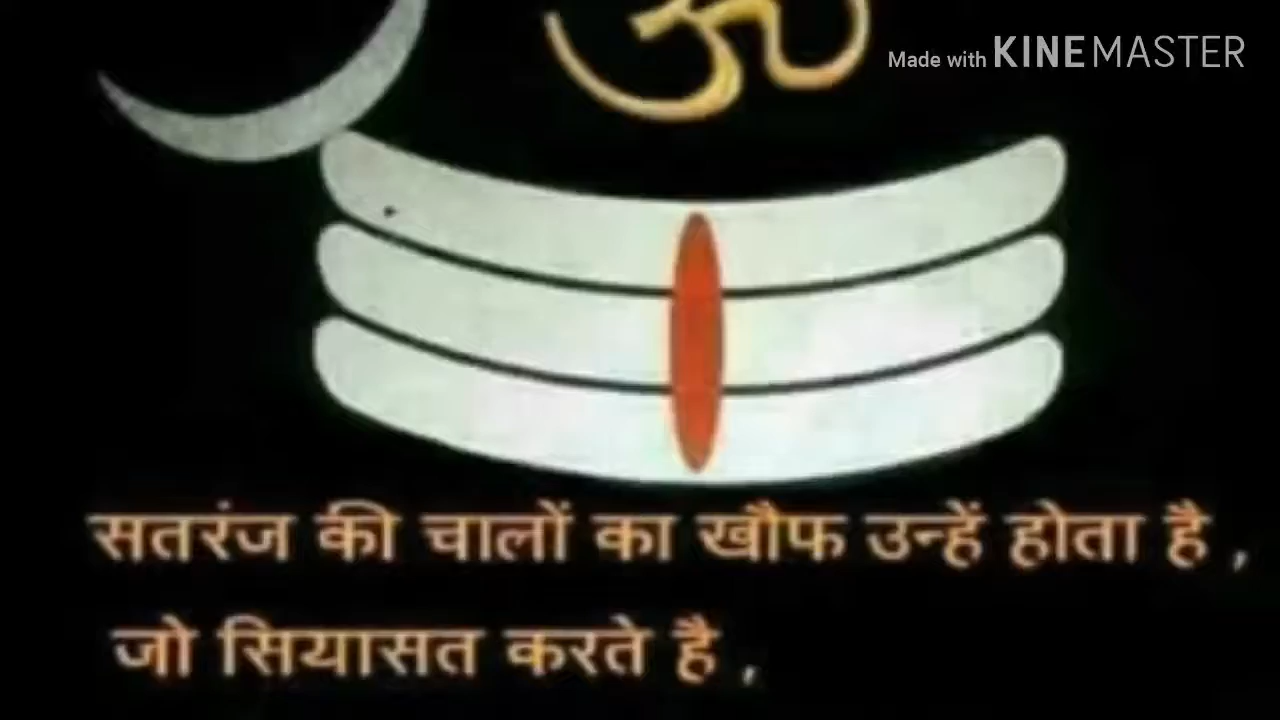 ॐ
Made with KINEMASTER
सतरंज की चालों का खौफ उन्हें होता है ,
जो सियासत करते है ,